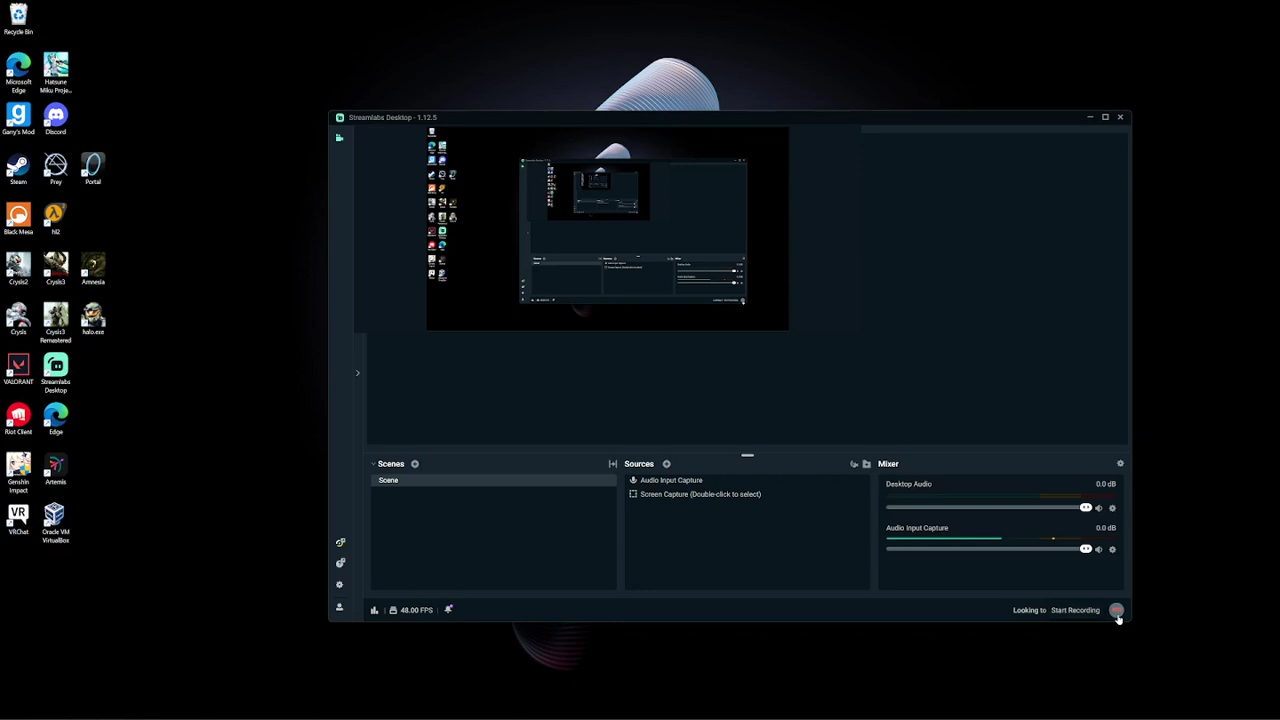 Recycle Bin
Microsoft Edge
Hatsune Miku Proje...
Garry's Mod
Discord
Steam
Prey
Portal
Black Mesa
hl2
Crysis2
Crysis3
Amnesia
Crysis
Crysis3 Remastered
halo.exe
VALORANT
Streamlabs Desktop
Riot Client
Edge
Genshin Impact
Artemis
VR
VRChat
Oracle VM VirtualBox
Streamlabs Desktop - 1.12.5
Scenes
Scene
Sources
Audio Input Capture
Screen Capture (Double-click to select)
Mixer
Desktop Audio 0.0 dB
Audio Input Capture 0.0 dB
48.00 FPS
Looking to Start Recording
REC